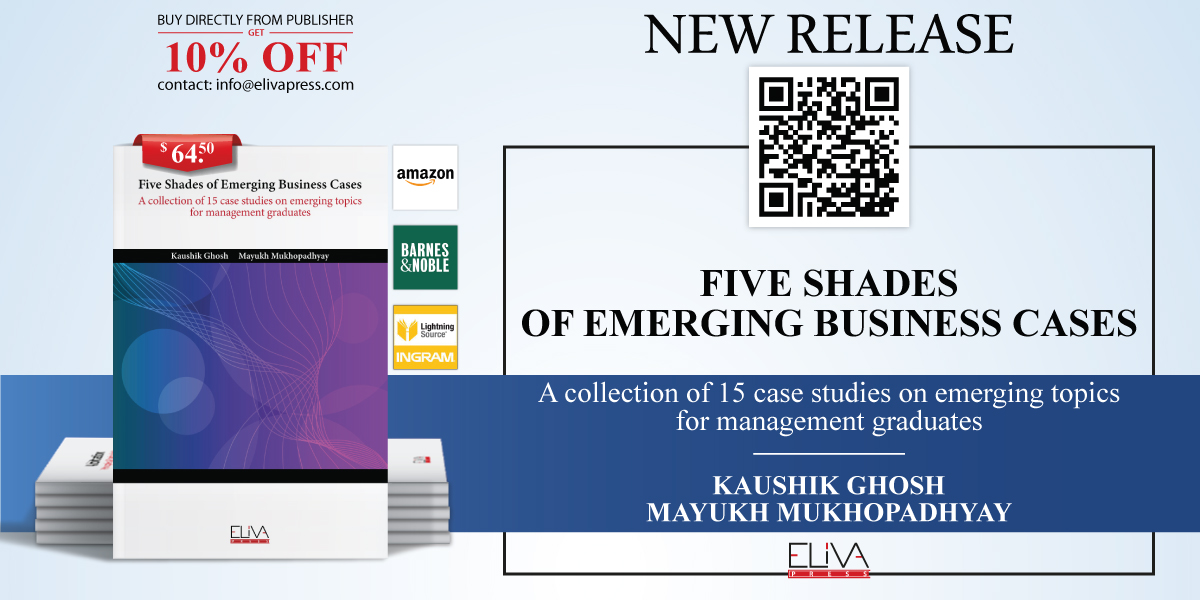 BUY DIRECTLY FROM PUBLISHER
GET
10% OFF
contact: info@elivapress.com
$ 64.50
Five Shades of Emerging Business Cases
A collection of 15 case studies on emerging topics
for management graduates
Kaushik Ghosh Mayukh Mukhopadhyay
ELiVA
PRESS
amazon
BARNES
&NOBLE
Lightning
Source
INGRAM
NEW RELEASE
FIVE SHADES
OF EMERGING BUSINESS CASES
A collection of 15 case studies on emerging topics
for management graduates
KAUSHIK GHOSH
MAYUKH MUKHOPADHYAY
ELiVA
PRESS